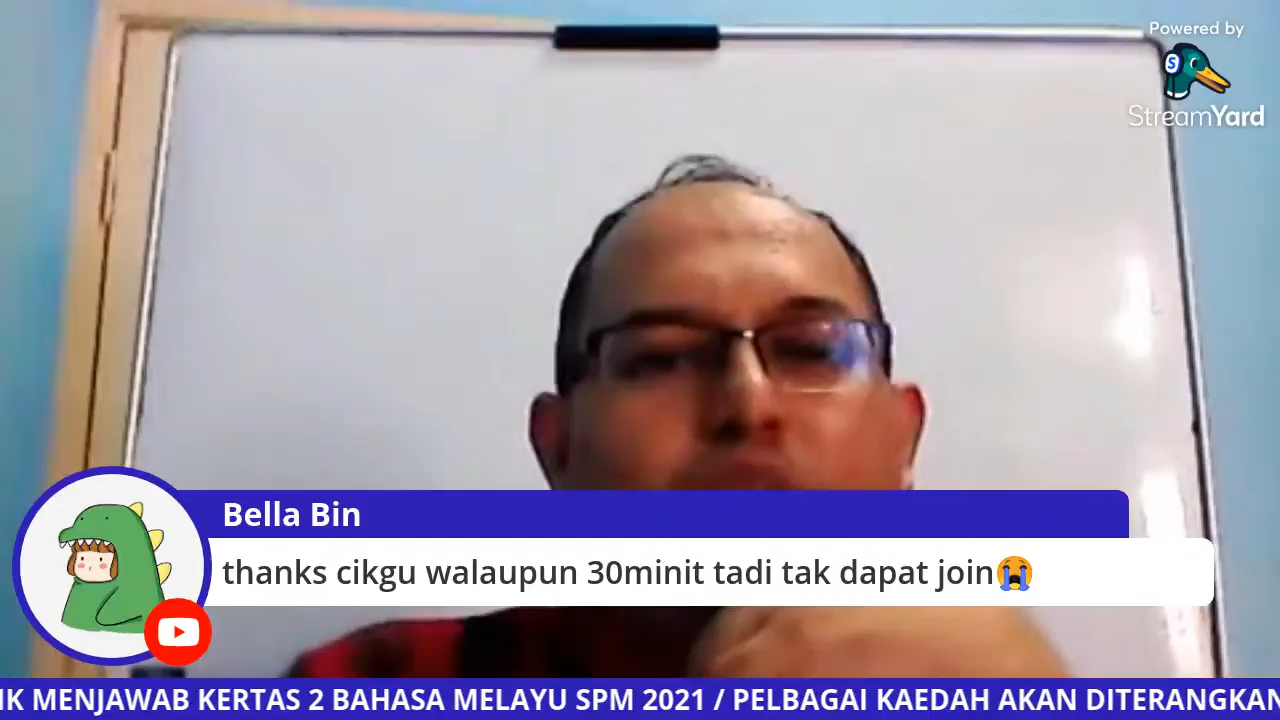 Powered by
StreamYard
Bella Bin
thanks cikgu walaupun 30minit tadi tak dapat join😭
IK MENJAWAB KERTAS 2 BAHASA MELAYU SPM 2021 / PELBAGAI KAEDAH AKAN DITERANGKAN